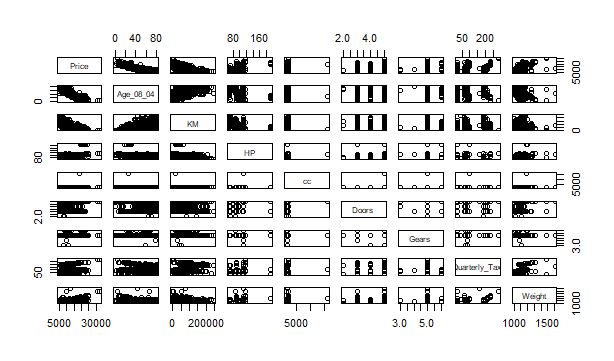 0 40 80
80 160
2.0 4.0
50 200
Price
5000
0
Age_08_04
KM
0
80
HP
cc
5000
2.0
Doors
Gears
3.0
50
Quarterly_Tax
Weight
1000
5000 30000
0 200000
5000
3.0 5.0
1000 1500